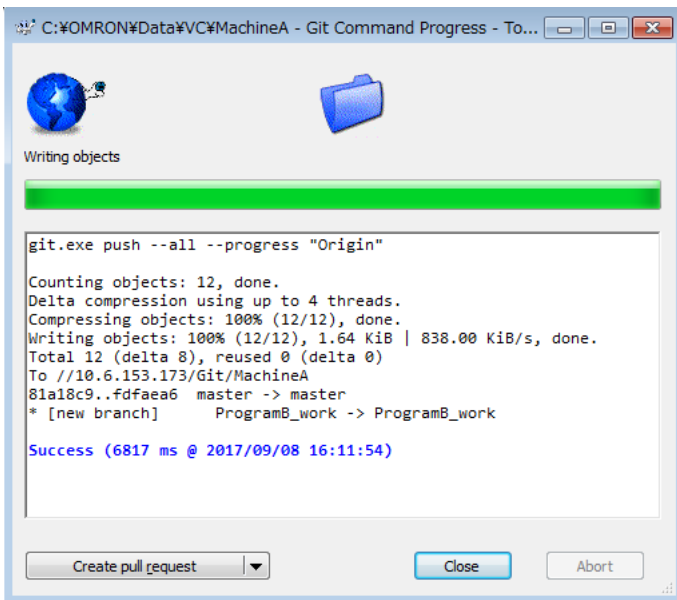 C:¥OMRON¥Data¥VC¥MachineA - Git Command Progress - To...
Writing objects
git.exe push --all --progress "Origin"
Counting objects: 12, done.
Delta compression using up to 4 threads.
Compressing objects: 100% (12/12), done.
Writing objects: 100% (12/12), 1.64 KiB | 838.00 KiB/s, done.
Total 12 (delta 8), reused 0 (delta 0)
To //10.6.153.173/Git/MachineA
81a18c9..fdfaea6  master -> master
* [new branch]      ProgramB_work -> ProgramB_work
Success (6817 ms @ 2017/09/08 16:11:54)
Create pull request
Close
Abort